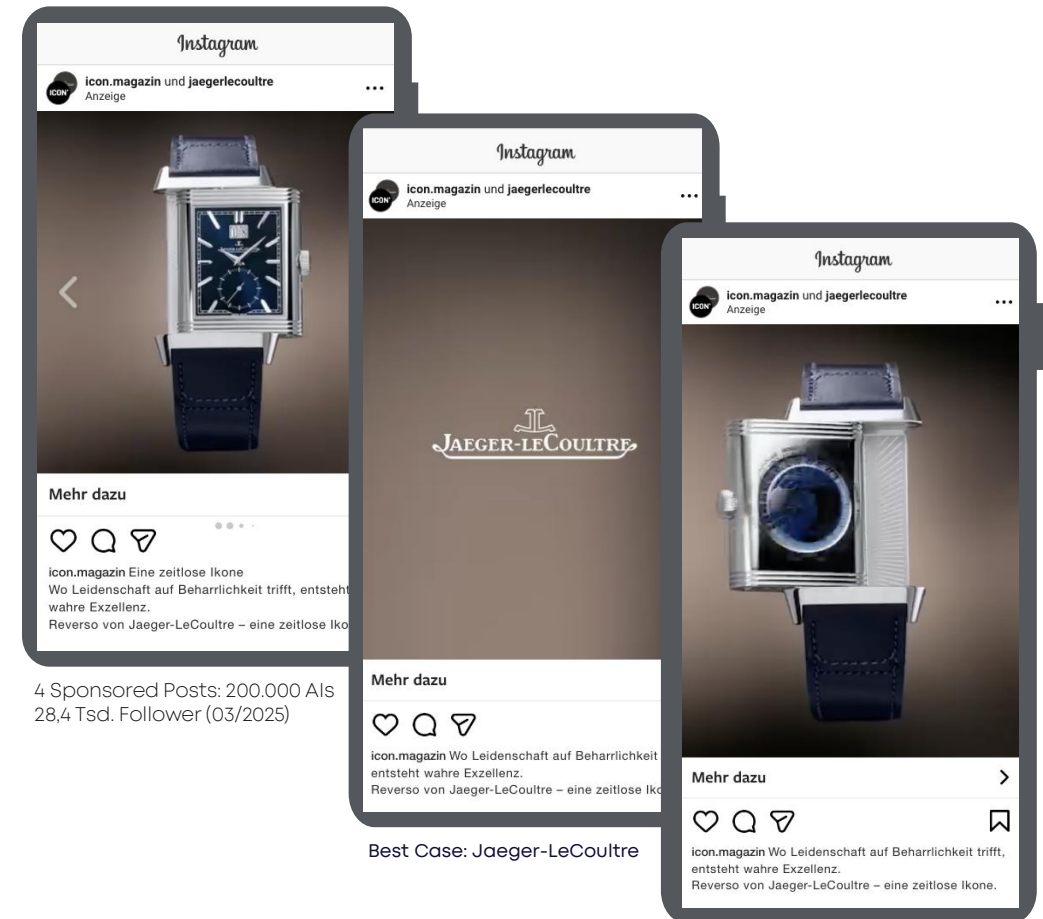 Instagram
ICON
icon.magazin und jaegerlecoultre
Anzeige
JAEGER-LECOULTRE
Mehr dazu
icon.magazin Eine zeitlose Ikone
Wo Leidenschaft auf Beharrlichkeit trifft, entsteht
wahre Exzellenz.
Reverso von Jaeger-LeCoultre – eine zeitlose Iko
4 Sponsored Posts: 200.000 AIs
28,4 Tsd. Follower (03/2025)
Instagram
ICON
icon.magazin und jaegerlecoultre
Anzeige
JAEGER-LECOULTRE
Mehr dazu
icon.magazin Wo Leidenschaft auf Beharrlichkeit
entsteht wahre Exzellenz.
Reverso von Jaeger-LeCoultre – eine zeitlose Iko
Best Case: Jaeger-LeCoultre
Instagram
ICON
icon.magazin und jaegerlecoultre
Anzeige
Mehr dazu
icon.magazin Wo Leidenschaft auf Beharrlichkeit trifft,
entsteht wahre Exzellenz.
Reverso von Jaeger-LeCoultre – eine zeitlose Ikone.